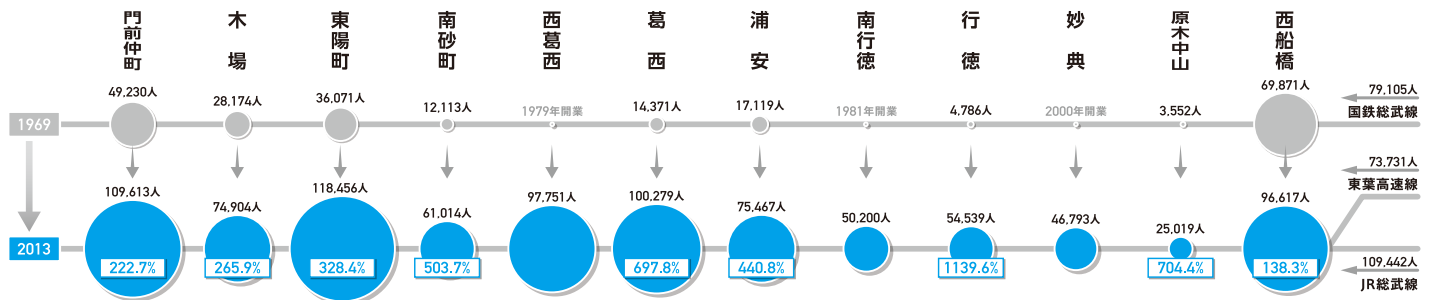 門前仲町
木場
東陽町
南砂町
西葛西
葛西
浦安
南行徳
行徳
妙典
原木中山
西船橋
1969
49,230人
28,174人
36,071人
12,113人
1979年開業
14,371人
17,119人
1981年開業
4,786人
2000年開業
3,552人
69,871人
79,105人
国鉄総武線
73,731人
東葉高速線
2013
109,613人
222.7%
74,904人
265.9%
118,456人
328.4%
61,014人
503.7%
97,751人
100,279人
697.8%
75,467人
440.8%
50,200人
54,539人
1139.6%
46,793人
25,019人
704.4%
96,617人
138.3%
109,442人
JR総武線